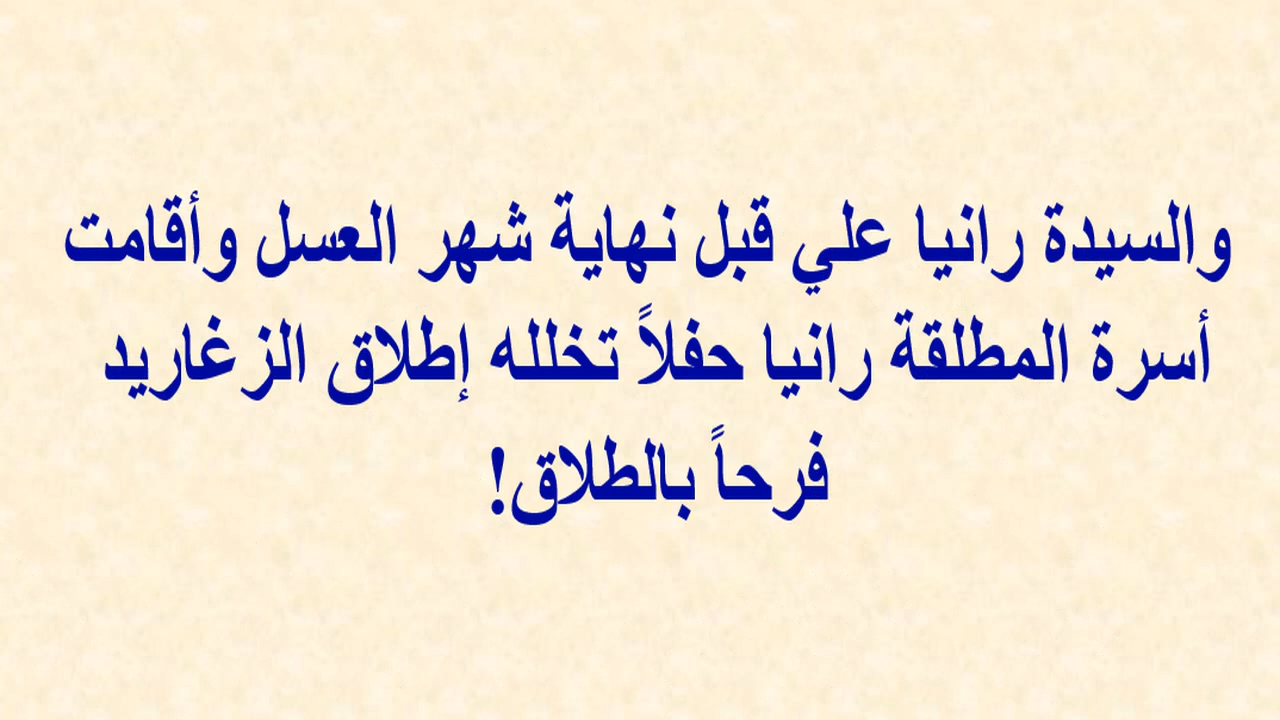 والسيدة رانيا علي قبل نهاية شهر العسل وأقامت
أسرة المطلقة رانيا حفلاً تخلله إطلاق الزغاريد
فرحاً بالطلاق!